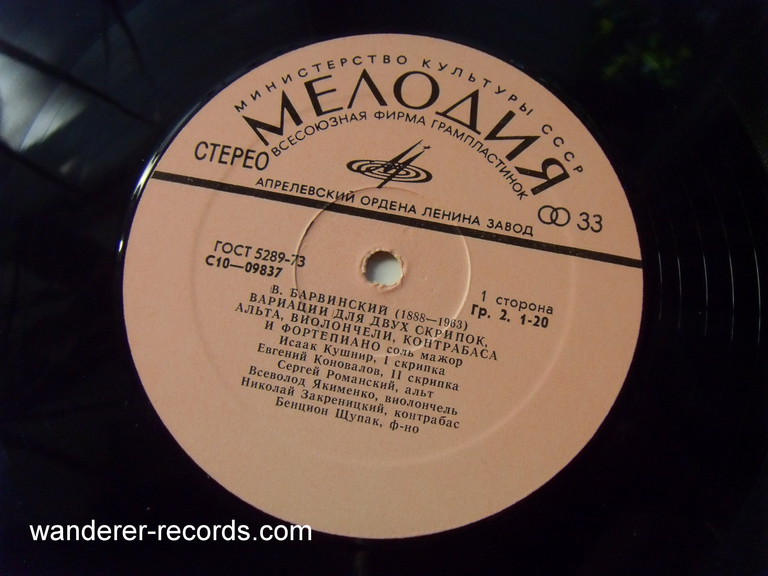 МИНИСТЕРСТВО КУЛЬТУРЫ СССР
МЕЛОДИЯ
ВСЕСОЮЗНАЯ ФИРМА ГРАМПЛАСТИНОК
СТЕРЕО
АПРЕЛЕВСКИЙ ОРДЕНА ЛЕНИНА ЗАВОД
33
ГОСТ 5289-73
С10—09837
1 сторона
Гр. 2. 1-20
В. БАРВИНСКИЙ (1888—1963)
ВАРИАЦИИ ДЛЯ ДВУХ СКРИПОК,
АЛЬТА, ВИОЛОНЧЕЛИ, КОНТРАБАСА
И ФОРТЕПИАНО соль мажор
Исаак Кушнир, I скрипка
Евгений Коновалов, II скрипка
Сергей Романский, альт
Всеволод Якименко, виолончель
Николай Закреницкий, контрабас
Бенцион Щупак, ф-но
wanderer-records.com